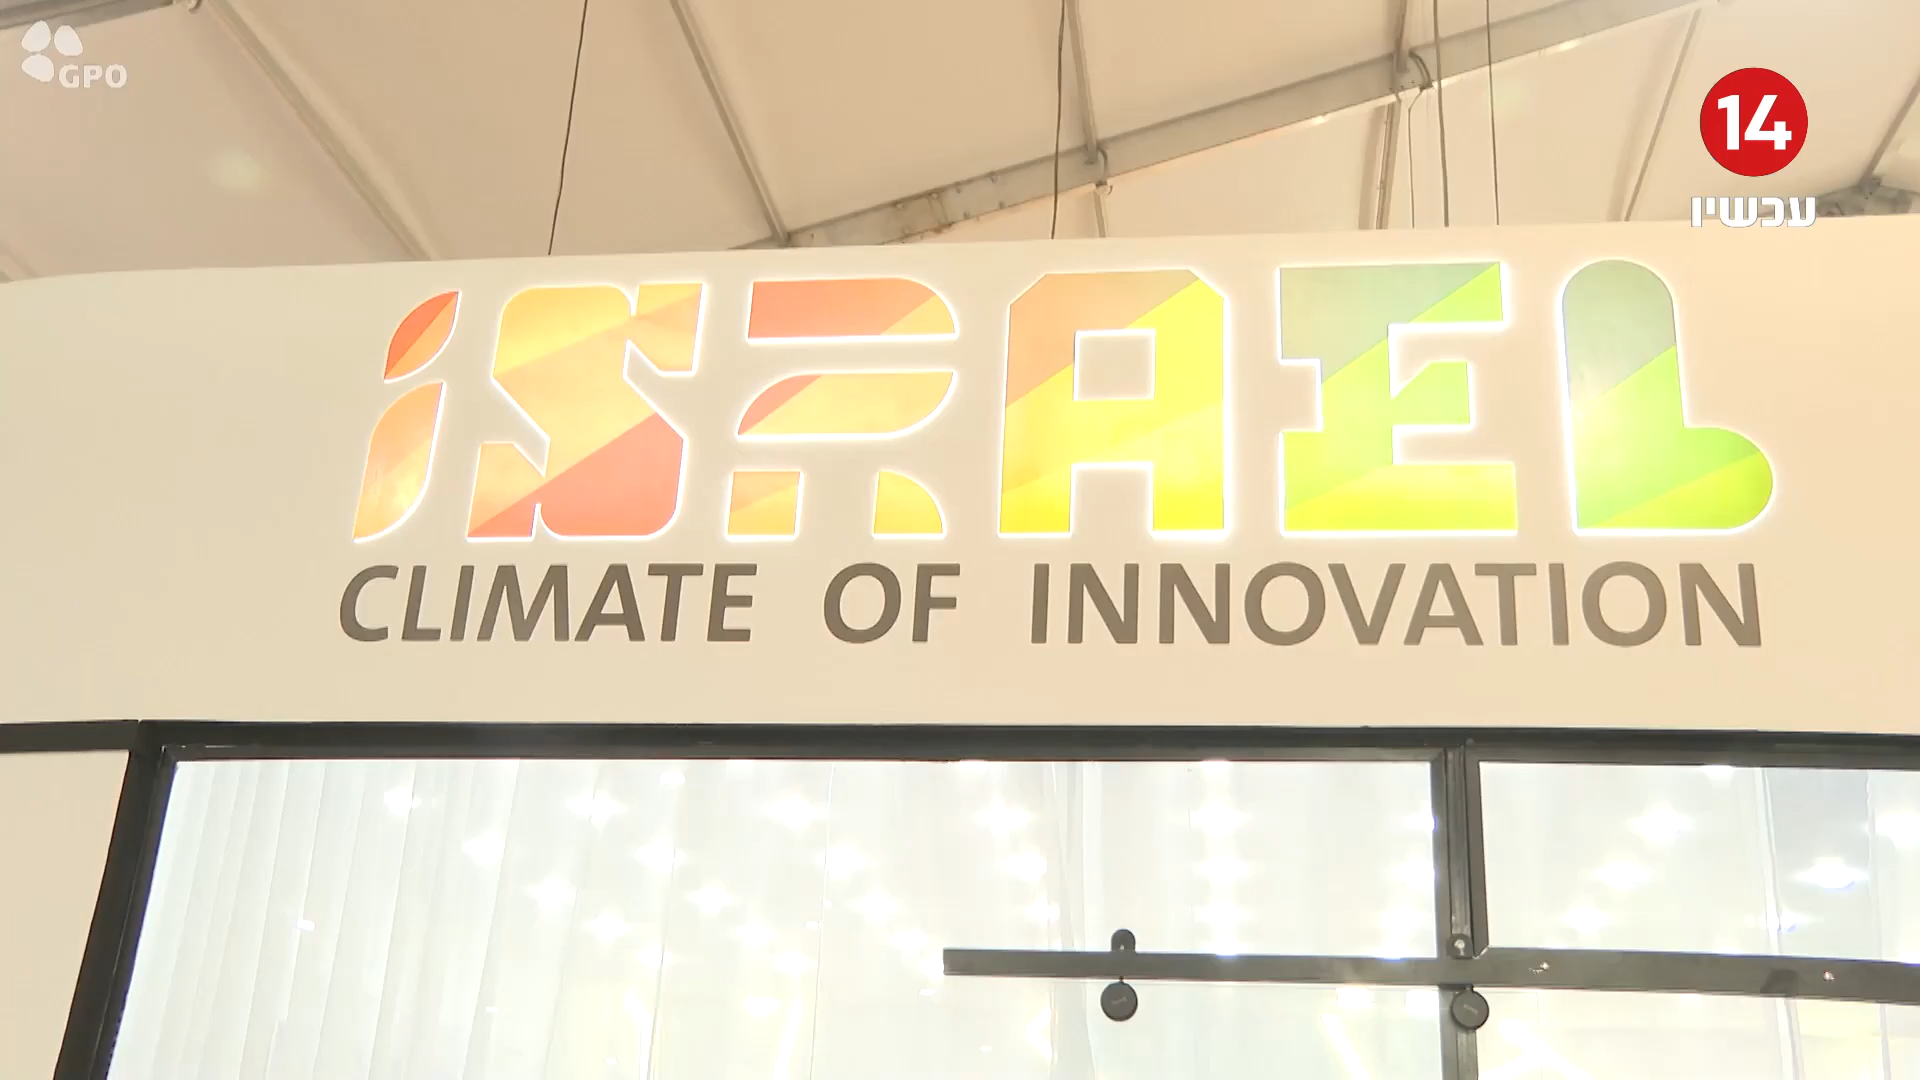 GPO
14
עכשיו
iSRAEL
CLIMATE OF INNOVATION